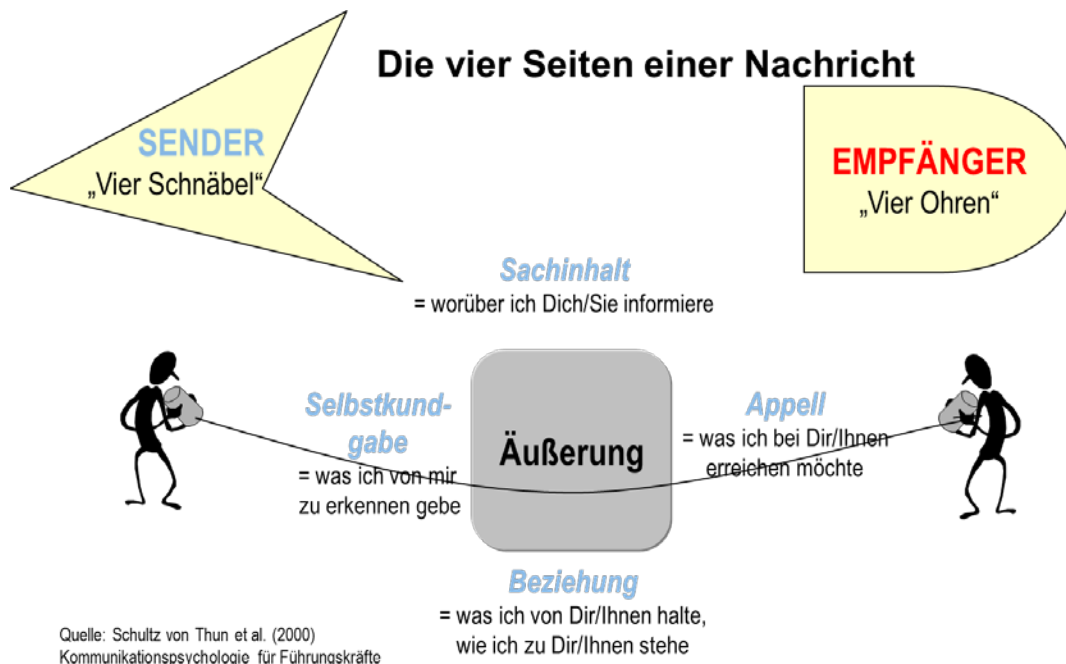 Die vier Seiten einer Nachricht
SENDER
„Vier Schnäbel“
EMPFÄNGER
„Vier Ohren“
Sachinhalt
= worüber ich Dich/Sie informiere
Selbstkund-
gabe
= was ich von mir
zu erkennen gebe
Äußerung
Appell
= was ich bei Dir/Ihnen
erreichen möchte
Beziehung
= was ich von Dir/Ihnen halte,
wie ich zu Dir/Ihnen stehe
Quelle: Schultz von Thun et al. (2000)
Kommunikationspsychologie für Führungskräfte